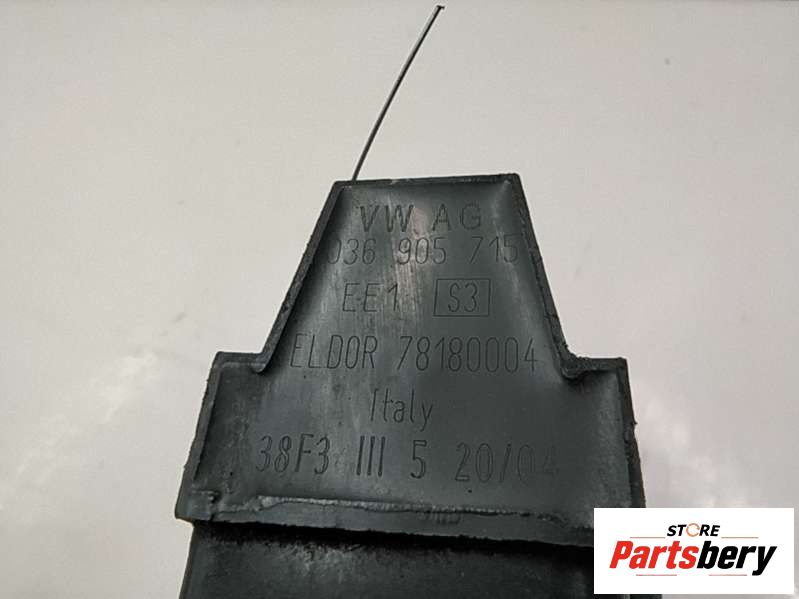 VW AG
036 905 715
EE1 S3
ELDOR 78180004
Italy
38F3 III 5 20/04
STORE
Partsbery